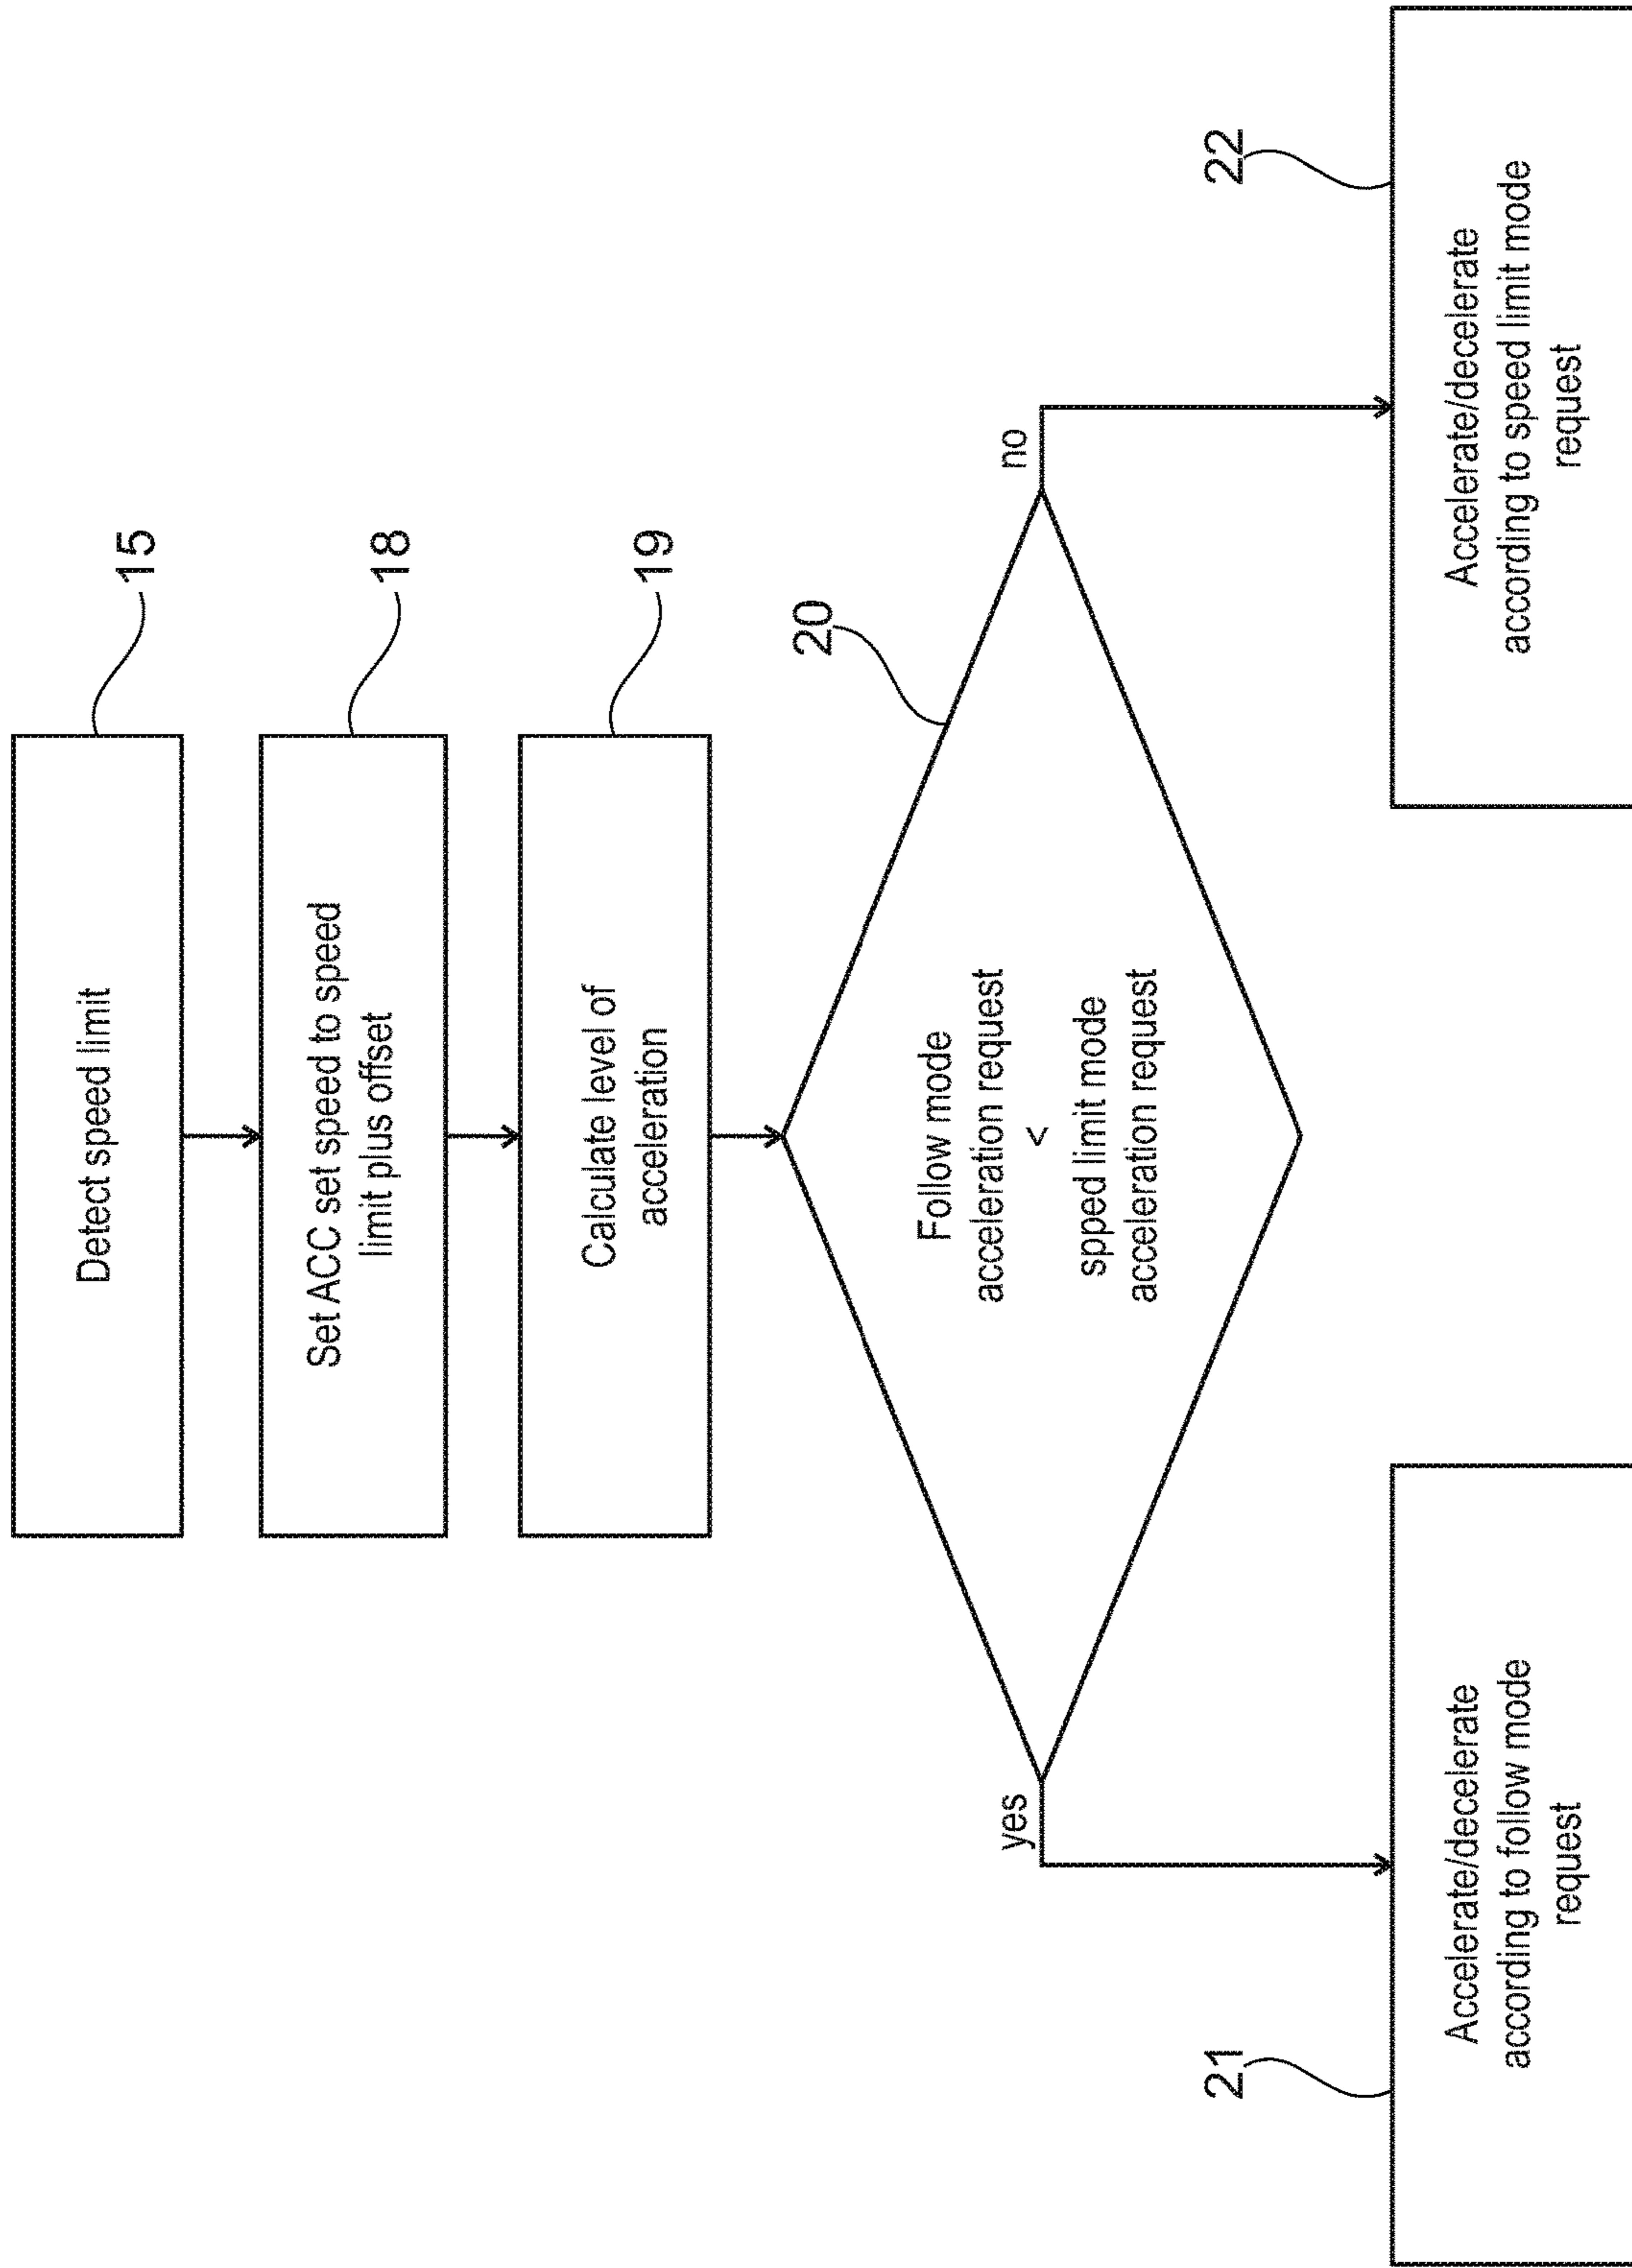 Detect speed limit
15
Set ACC set speed to speed
limit plus offset
18
Calculate level of
acceleration
19
20
Follow mode
acceleration request
<
spped limit mode
acceleration request
yes
no
21
Accelerate/decelerate
according to follow mode
request
22
Accelerate/decelerate
according to speed limit mode
request